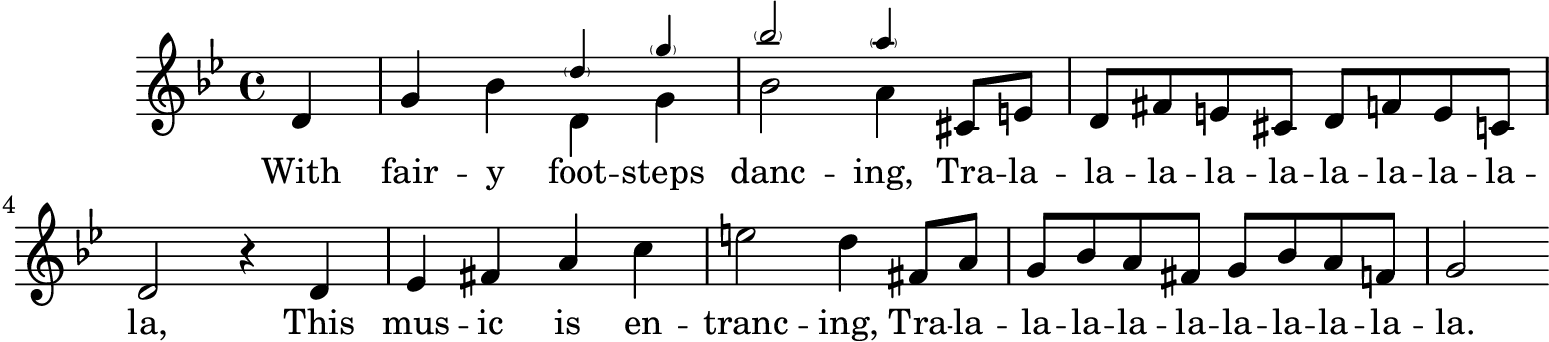 With fair - y foot - steps danc - ing, Tra - la - la - la - la - la - la - la - la - la -
4
la, This mus - ic is en - tranc - ing, Tra - la - la - la - la - la - la - la - la - la - la.